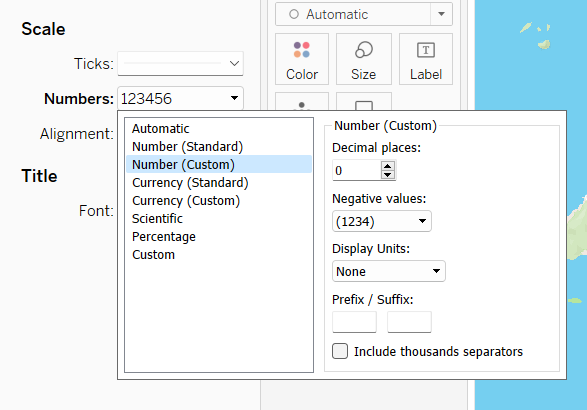 Automatic
Scale
Ticks:
Color
Size
Label
Numbers: 123456
Alignment:
Title
Font:
Automatic
Number (Standard)
Number (Custom)
Currency (Standard)
Currency (Custom)
Scientific
Percentage
Custom
Number (Custom)
Decimal places:
0
Negative values:
(1234)
Display Units:
None
Prefix / Suffix:
Include thousands separators